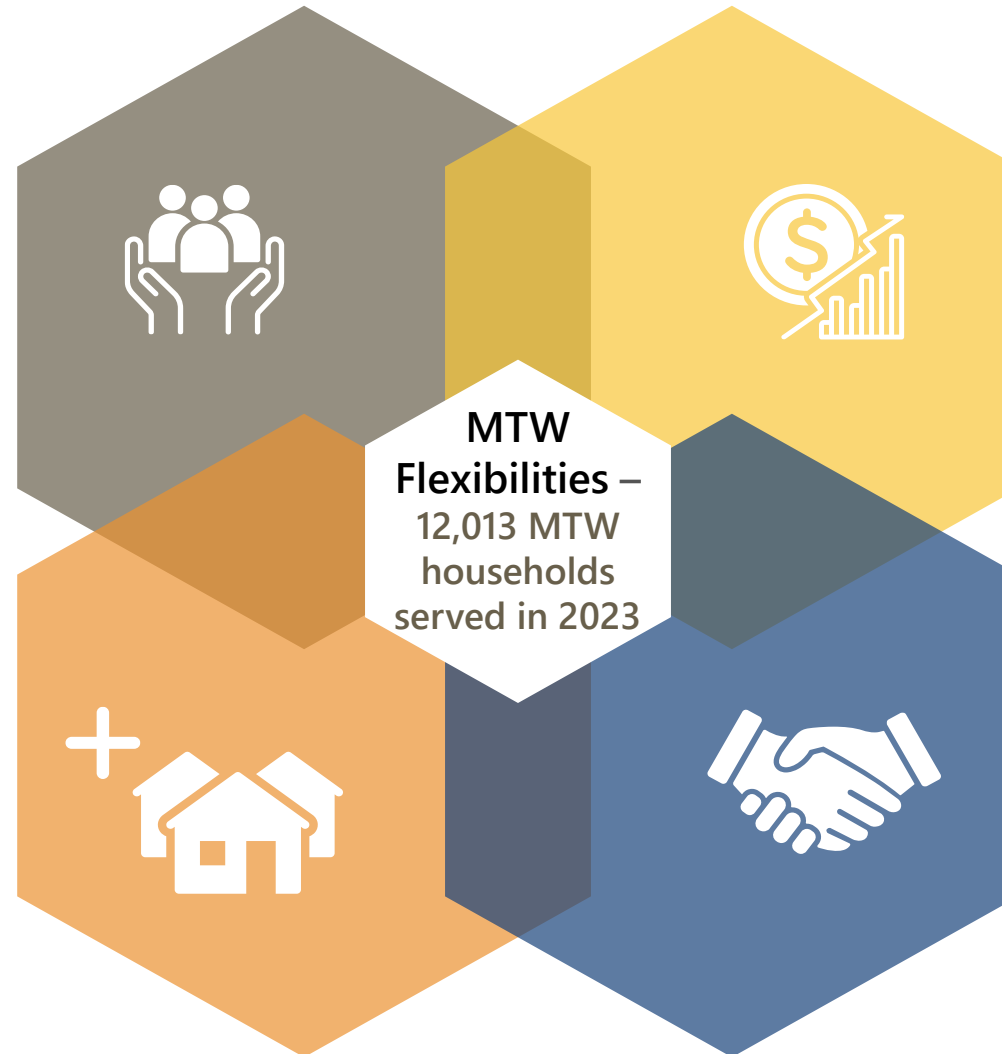 MTW
Flexibilities –
12,013 MTW
households
served in 2023
$